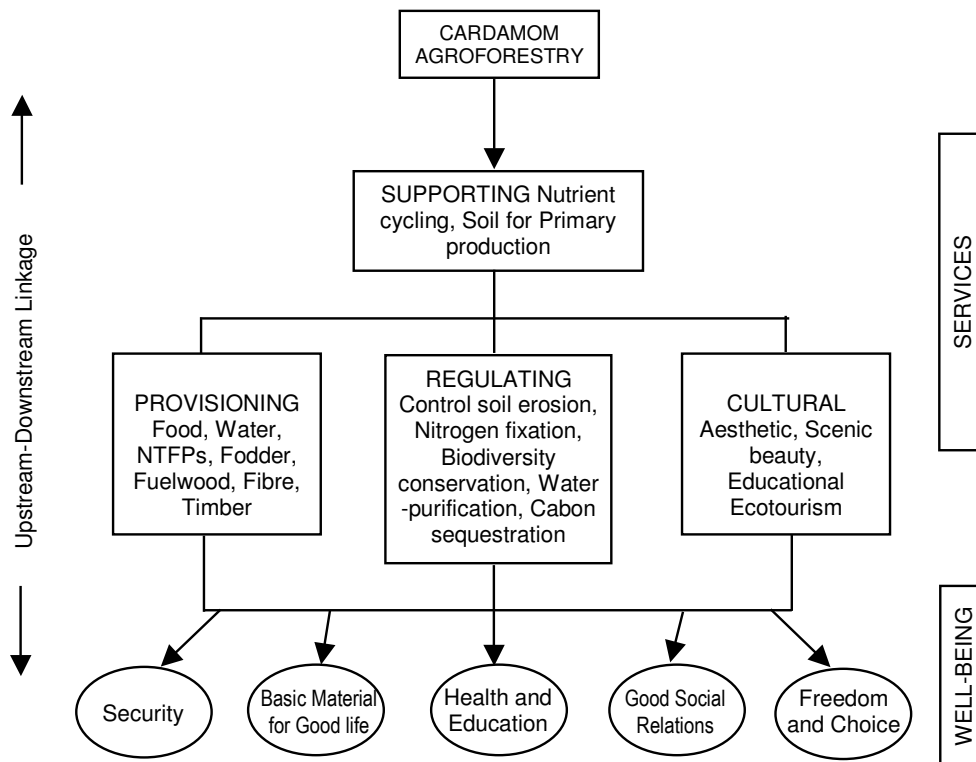 CARDAMOM
AGROFORESTRY
SUPPORTING Nutrient
cycling, Soil for Primary
production
PROVISIONING
Food, Water,
NTFPs, Fodder,
Fuelwood, Fibre,
Timber
REGULATING
Control soil erosion,
Nitrogen fixation,
Biodiversity
conservation, Water
-purification, Cabon
sequestration
CULTURAL
Aesthetic, Scenic
beauty,
Educational
Ecotourism
Security
Basic Material
for Good life
Health and
Education
Good Social
Relations
Freedom
and Choice
Upstream-Downstream Linkage
SERVICES
WELL-BEING